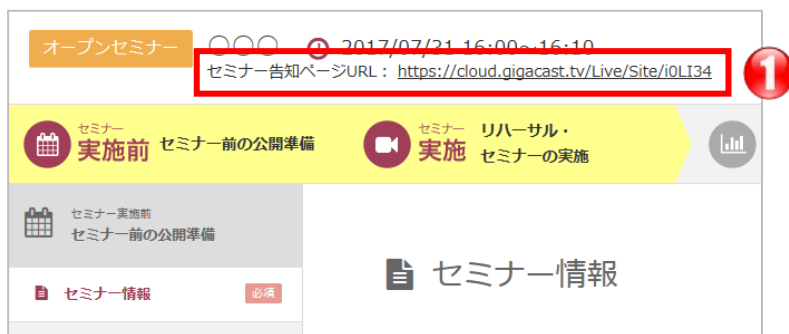 オープンセミナー 〇〇〇 2017/07/31 16:00~16:10
セミナー告知ページURL： https://cloud.gigacast.tv/Live/Site/i0LI34
1
セミナー
実施前 セミナー前の公開準備
セミナー
実施
リハーサル・
セミナーの実施
セミナー実施前
セミナー前の公開準備
セミナー情報 必須
セミナー情報